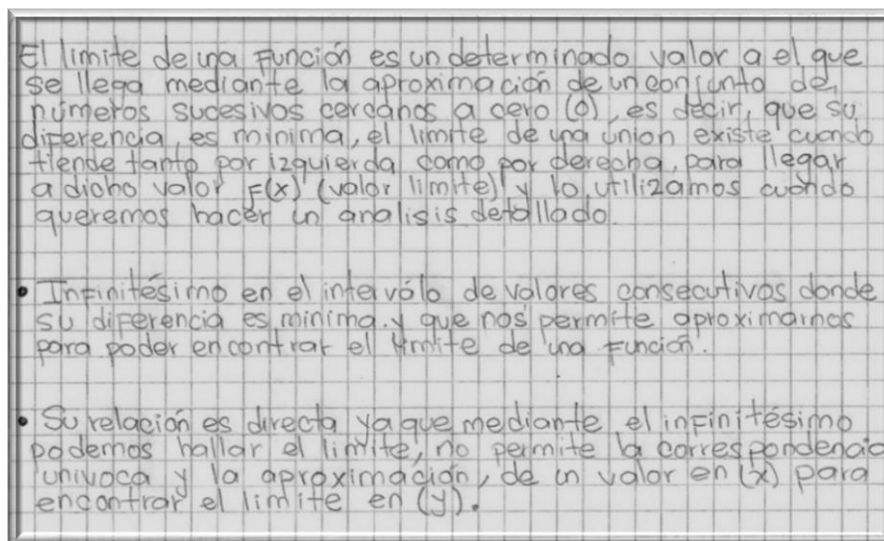 El limite de una Función es un determinado valor a el que
se llega mediante la aproximación de un conjunto de
números sucesivos cercanos a cero (0), es decir, que su
diferencia es minima, el limite de una union existe cuando
tiende tanto por izquierda como por derecha, para llegar
a dicho valor F(x) (valor limite) y lo utilizamos cuando
queremos hacer un analisis detallado.
• Infinitésimo en el intervólo de valores consecutivos donde
su diferencia es minima. y que nos permite aproximarnos
para poder encontrar el limite de una Función.
• Su relación es directa ya que mediante el infinitésimo
podemos hallar el limite, no permite la correspondencia
univoca y la aproximación, de un valor en (x) para
encontrar el limite en (y).